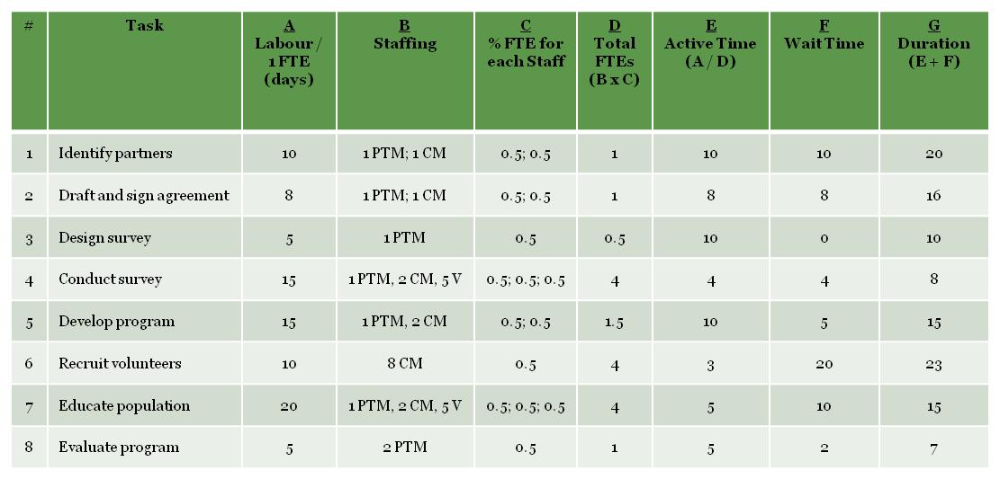 # Task A Labour / 1 FTE (days) B Staffing C % FTE for each Staff D Total FTEs (B x C) E Active Time (A / D) F Wait Time G Duration (E + F)
1 Identify partners 10 1 PTM; 1 CM 0.5; 0.5 1 10 10 20
2 Draft and sign agreement 8 1 PTM; 1 CM 0.5; 0.5 1 8 8 16
3 Design survey 5 1 PTM 0.5 0.5 10 0 10
4 Conduct survey 15 1 PTM, 2 CM, 5 V 0.5; 0.5; 0.5 4 4 4 8
5 Develop program 15 1 PTM, 2 CM 0.5; 0.5 1.5 10 5 15
6 Recruit volunteers 10 8 CM 0.5 4 3 20 23
7 Educate population 20 1 PTM, 2 CM, 5 V 0.5; 0.5; 0.5 4 5 10 15
8 Evaluate program 5 2 PTM 0.5 1 5 2 7